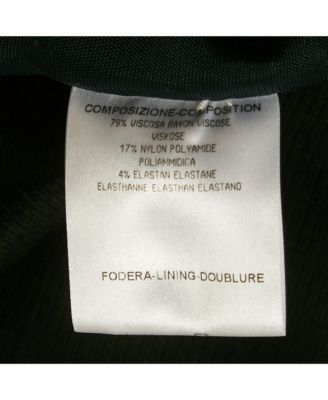 COMPOSIZIONE-COMPOSITION
79% VISCOSA RAYON VISCOSE
VISKOSE
17% NYLON POLYAMIDE
POLIAMMIDICA
4% ELASTAN ELASTANE
ELASTHANNE ELASTHAN ELASTANO
FODERA-LINING-DOUBLURE